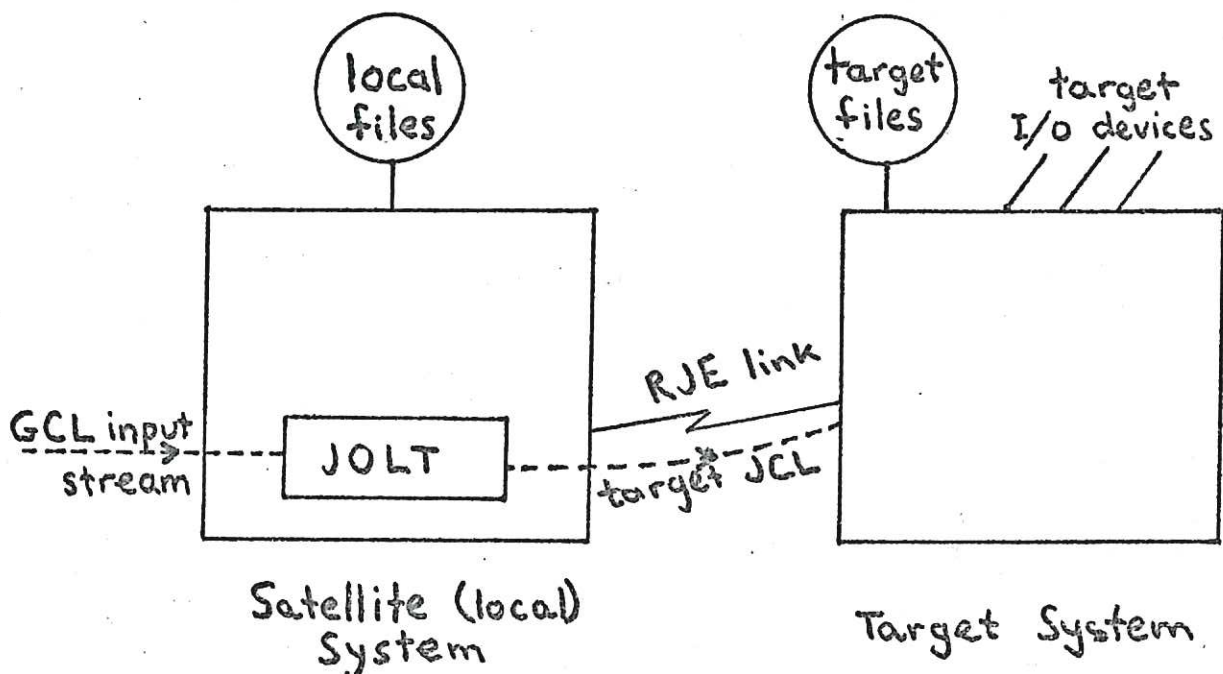 local
files
target
files
target
I/o devices
RJE link
GCL input
stream
JOLT
target JCL
Satellite (local)
System
Target System